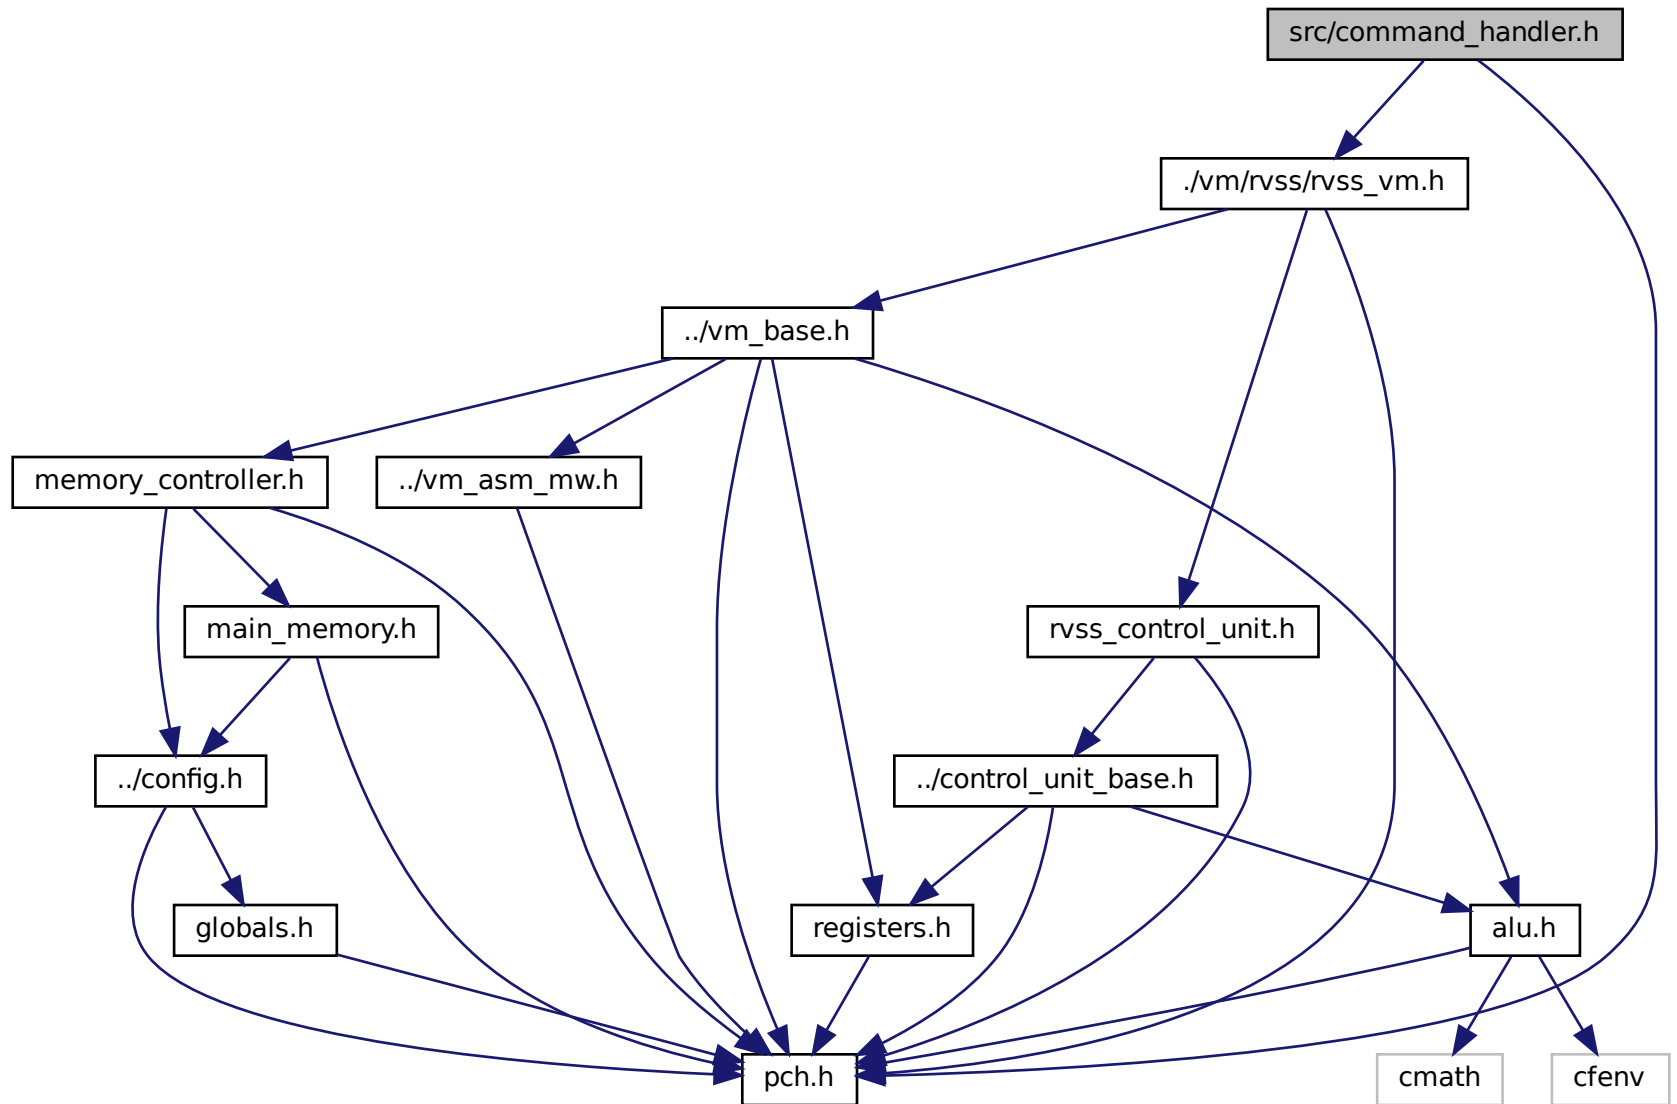 src/command_handler.h
./vm/rvss/rvss_vm.h
../vm_base.h
memory_controller.h
../vm_asm_mw.h
main_memory.h
rvss_control_unit.h
../config.h
../control_unit_base.h
globals.h
registers.h
alu.h
pch.h
cmath
cfenv